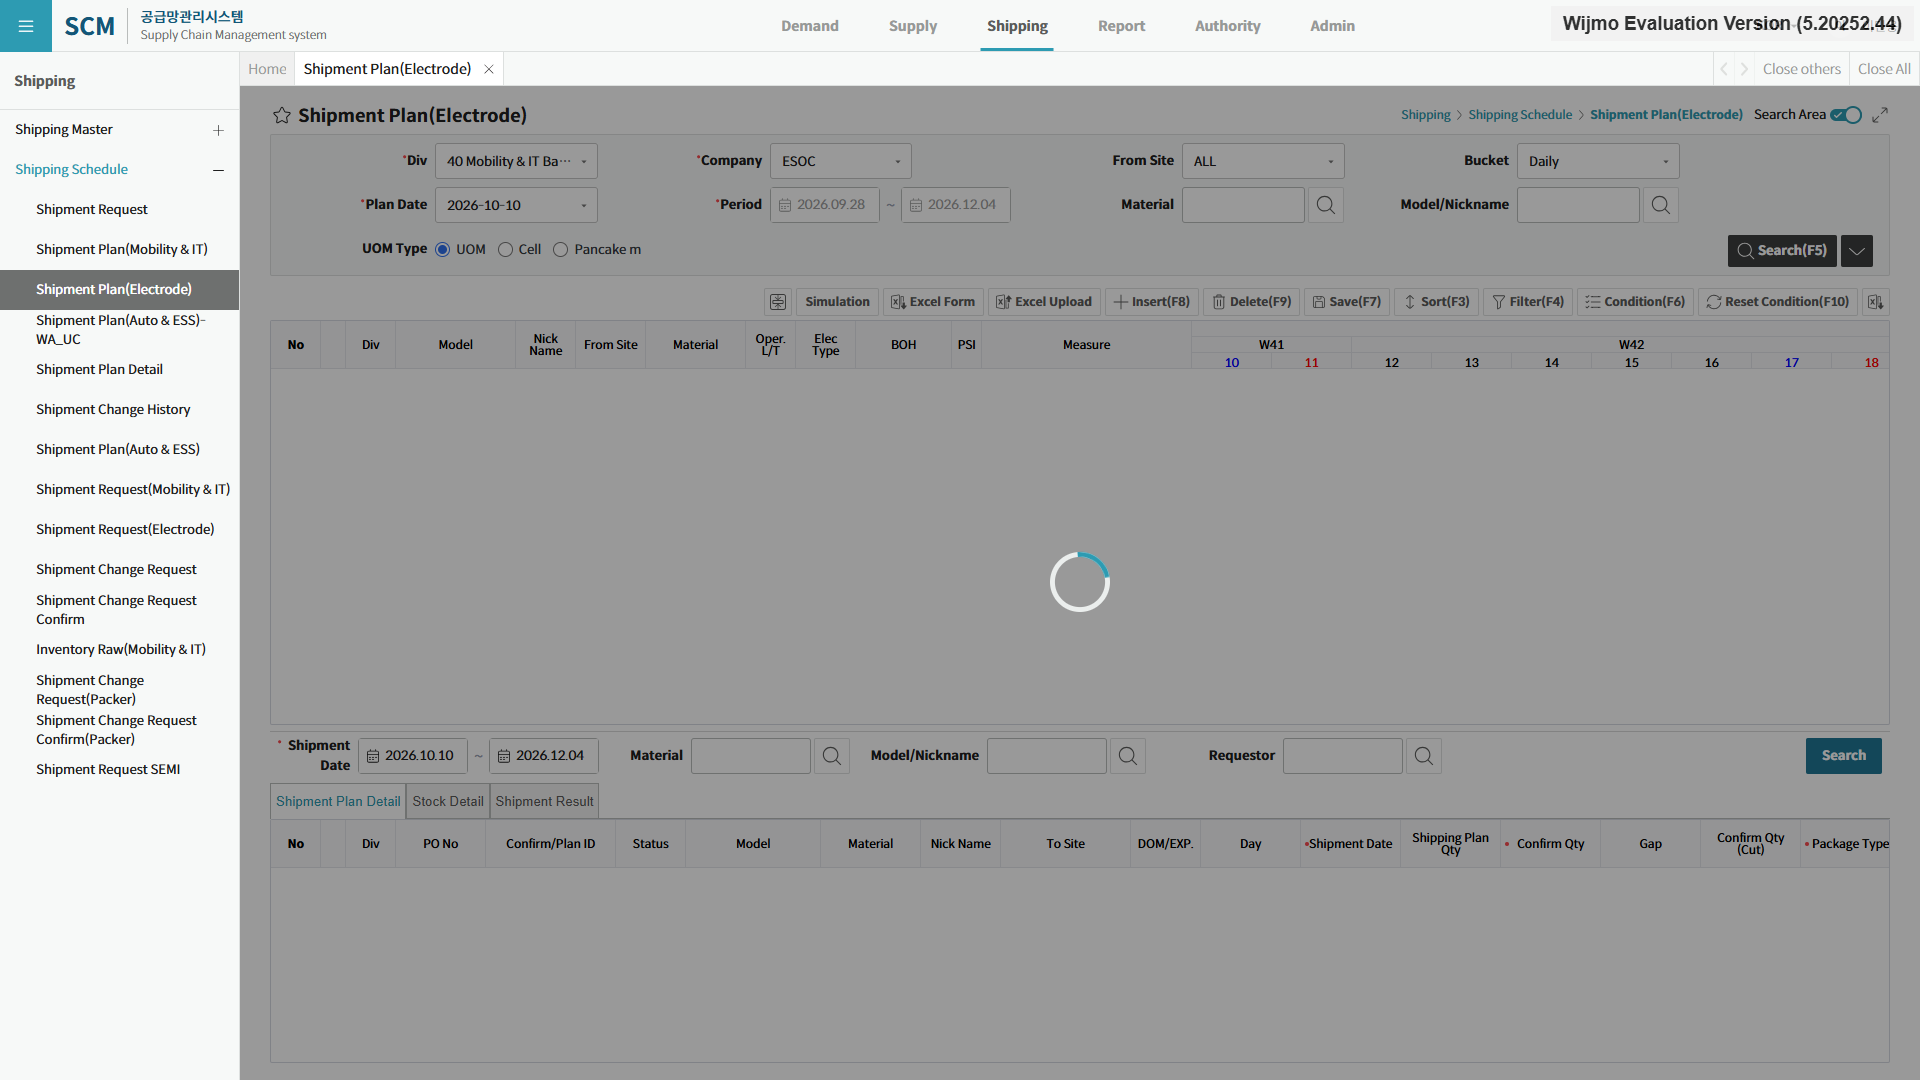 SCM
공급망관리시스템
Supply Chain Management system
Demand
Supply
Shipping
Report
Authority
Admin
Wijmo Evaluation Version (5.20252.44)
Shipping
Home
Shipment Plan(Electrode)
Close others
Close All
Shipping Master
Shipping Schedule
Shipment Request
Shipment Plan(Mobility & IT)
Shipment Plan(Electrode)
Shipment Plan(Auto & ESS)-
WA_UC
Shipment Plan Detail
Shipment Change History
Shipment Plan(Auto & ESS)
Shipment Request(Mobility & IT)
Shipment Request(Electrode)
Shipment Change Request
Shipment Change Request
Confirm
Inventory Raw(Mobility & IT)
Shipment Change
Request(Packer)
Shipment Change Request
Confirm(Packer)
Shipment Request SEMI
Shipment Plan(Electrode)
Shipping > Shipping Schedule > Shipment Plan(Electrode)
Search Area
*Div 40 Mobility & IT Ba···
*Company ESOC
From Site ALL
Bucket Daily
*Plan Date 2026-10-10
*Period 2026.09.28 ~ 2026.12.04
Material
Model/Nickname
UOM Type UOM Cell Pancake m
Search(F5)
Simulation
Excel Form
Excel Upload
Insert(F8)
Delete(F9)
Save(F7)
Sort(F3)
Filter(F4)
Condition(F6)
Reset Condition(F10)
No
Div
Model
Nick
Name
From Site
Material
Oper.
L/T
Elec
Type
BOH
PSI
Measure
W41
W42
10 11 12 13 14 15 16 17 18
* Shipment
Date
2026.10.10 ~ 2026.12.04
Material
Model/Nickname
Requestor
Search
Shipment Plan Detail
Stock Detail
Shipment Result
No
Div
PO No
Confirm/Plan ID
Status
Model
Material
Nick Name
To Site
DOM/EXP.
Day
•Shipment Date
Shipping Plan
Qty
• Confirm Qty
Gap
Confirm Qty
(Cut)
• Package Type